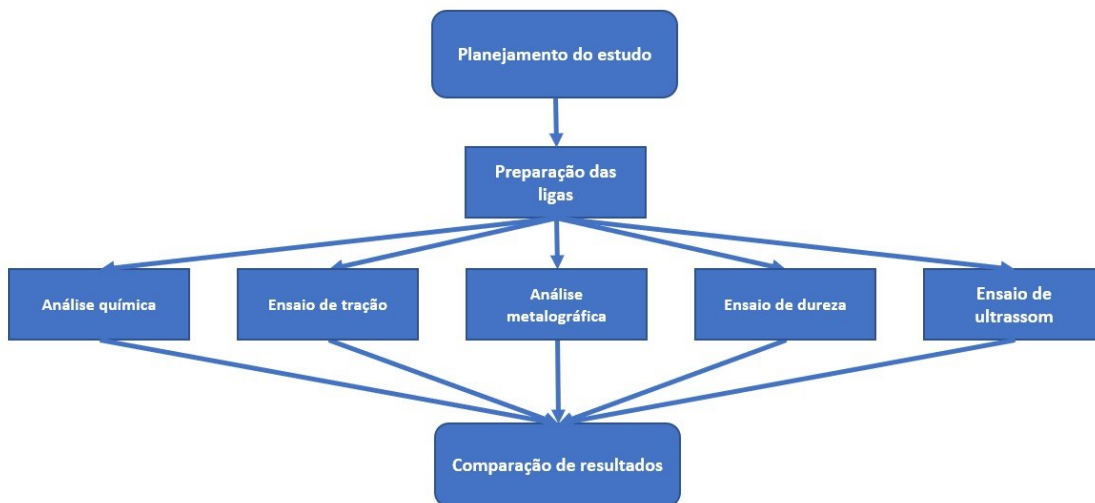 Planejamento do estudo
Preparação das
ligas
Análise química
Ensaio de tração
Análise
metalográfica
Ensaio de dureza
Ensaio de
ultrassom
Comparação de resultados